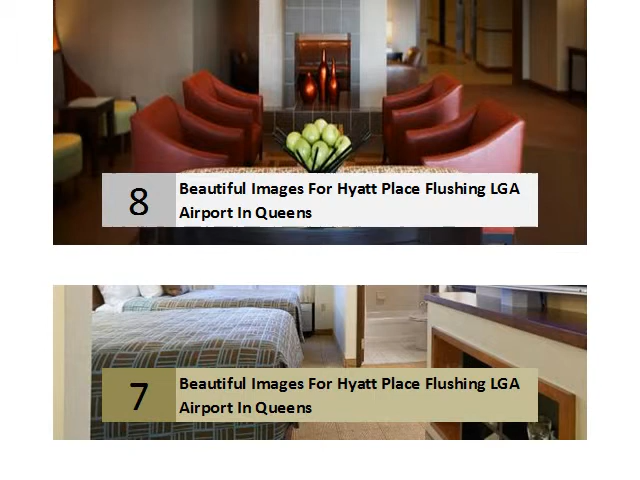 8
Beautiful Images For Hyatt Place Flushing LGA
Airport In Queens
7
Beautiful Images For Hyatt Place Flushing LGA
Airport In Queens